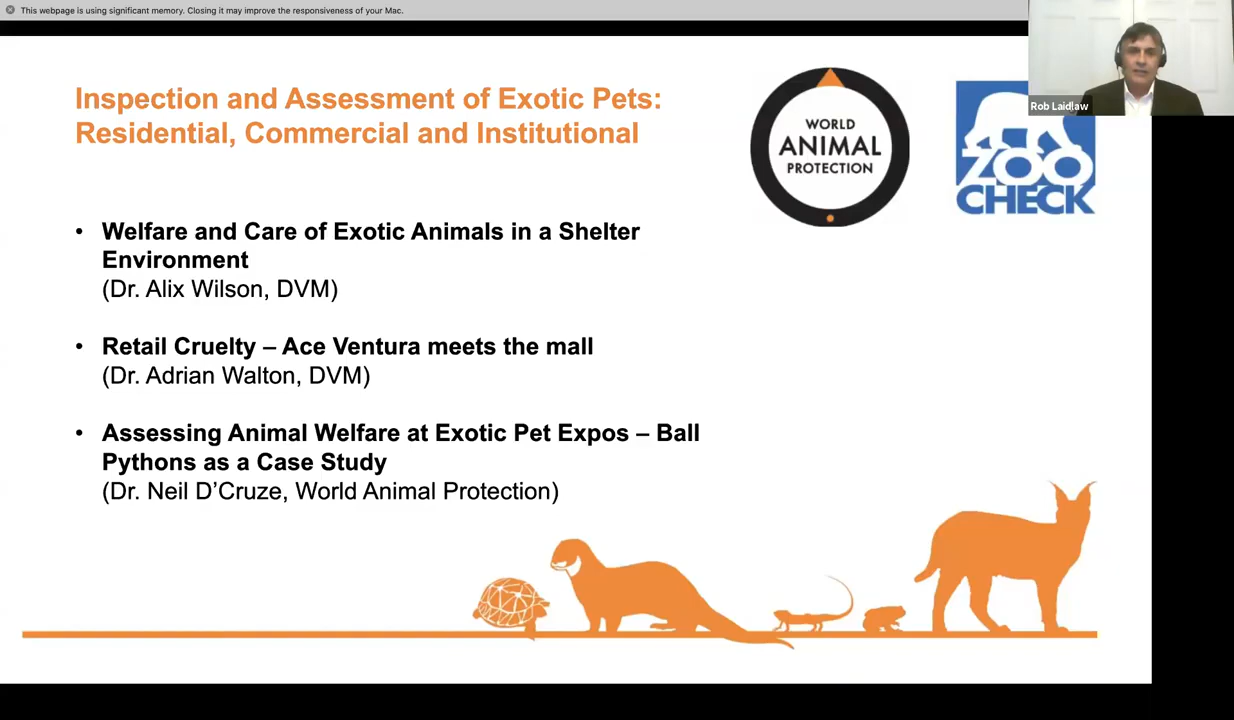 This webpage is using significant memory. Closing it may improve the responsiveness of your Mac.
Inspection and Assessment of Exotic Pets:
Residential, Commercial and Institutional
WORLD
ANIMAL
PROTECTION
ZOO
CHECK
Rob Laidlaw
• Welfare and Care of Exotic Animals in a Shelter
Environment
(Dr. Alix Wilson, DVM)
• Retail Cruelty – Ace Ventura meets the mall
(Dr. Adrian Walton, DVM)
• Assessing Animal Welfare at Exotic Pet Expos – Ball
Pythons as a Case Study
(Dr. Neil D’Cruze, World Animal Protection)